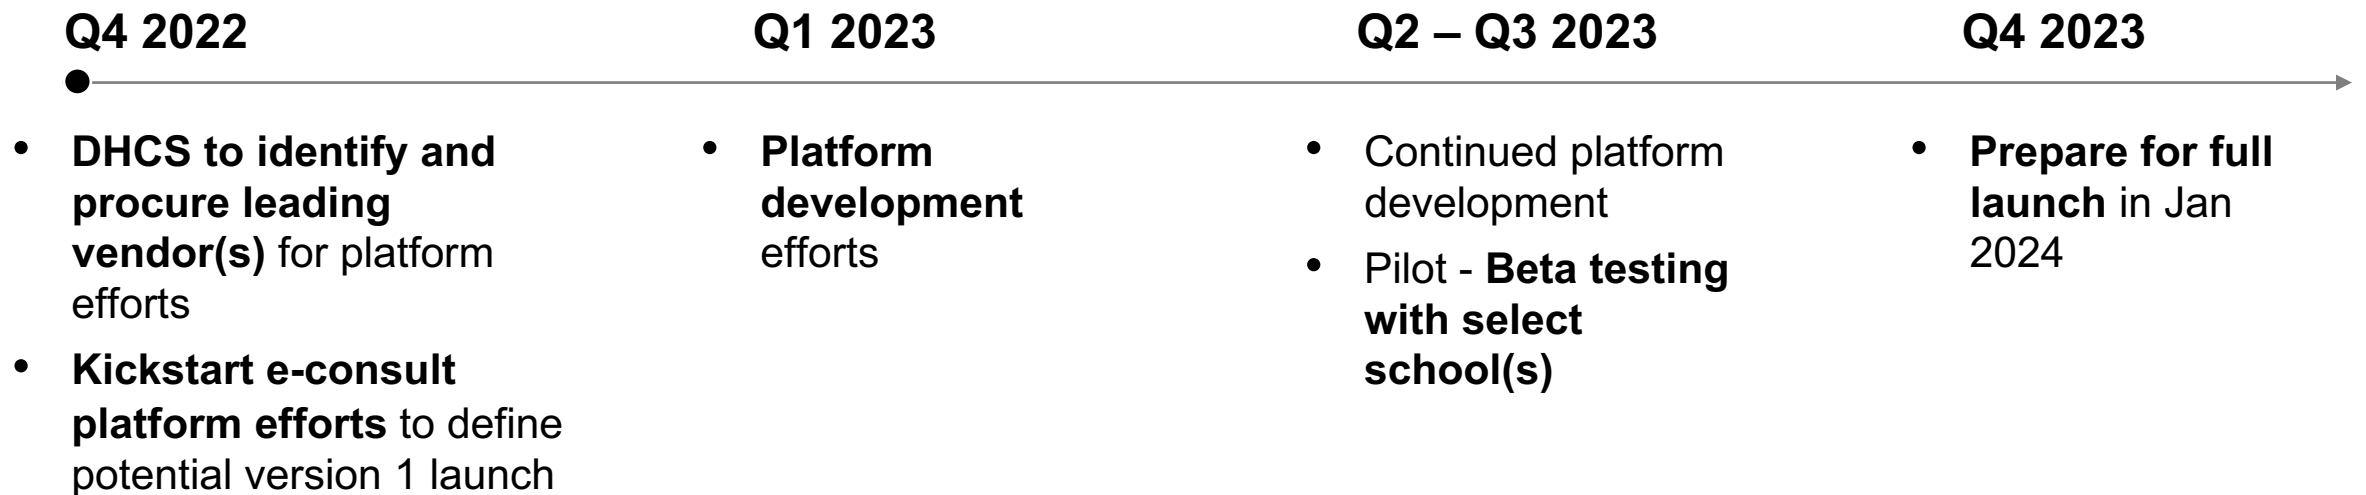 Q4 2022
Q1 2023
Q2 – Q3 2023
Q4 2023
• DHCS to identify and
procure leading
vendor(s) for platform
efforts
• Kickstart e-consult
platform efforts to define
potential version 1 launch
• Platform
development
efforts
• Continued platform
development
• Pilot - Beta testing
with select
school(s)
• Prepare for full
launch in Jan
2024